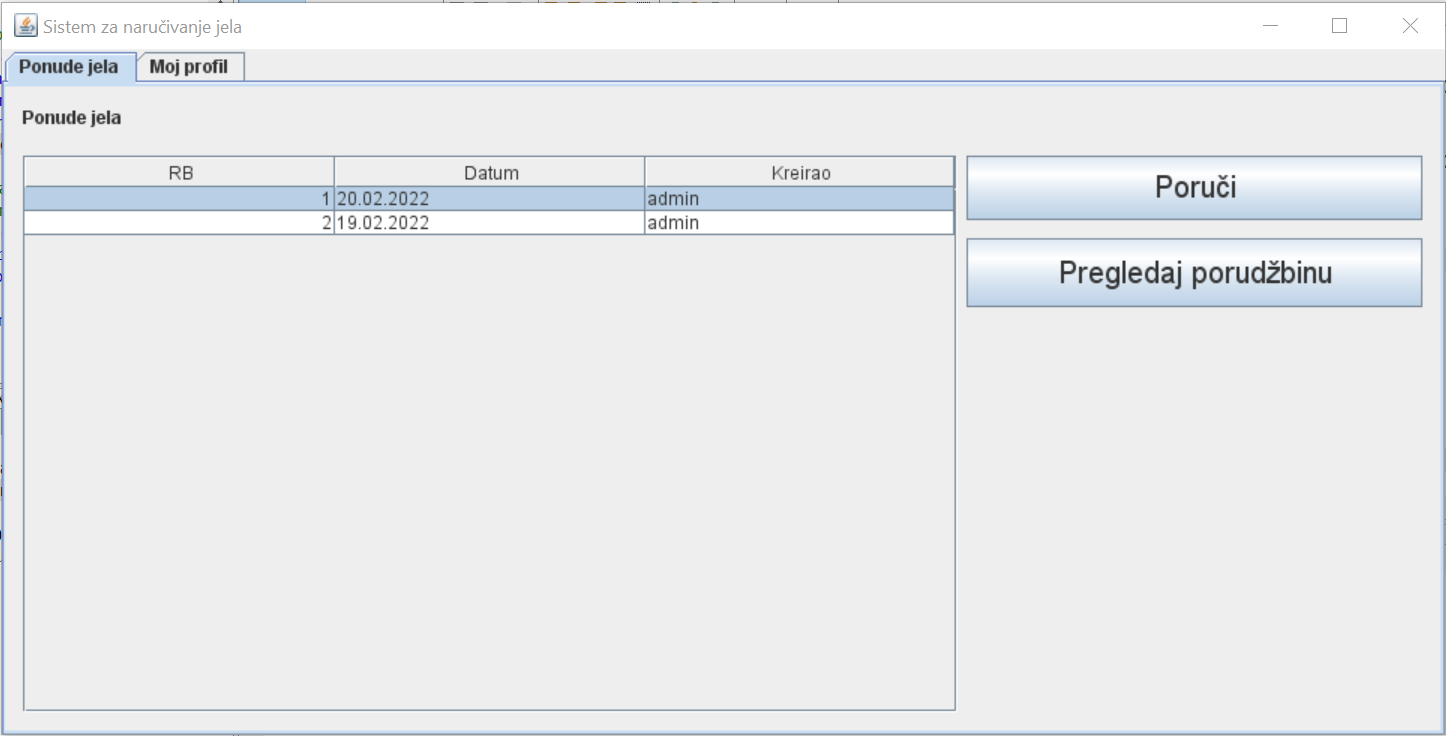 Sistem za naručivanje jela
Ponude jela Moj profil
Ponude jela
RB Datum Kreirao
1 20.02.2022 admin
2 19.02.2022 admin
Poruči
Pregledaj porudžbinu